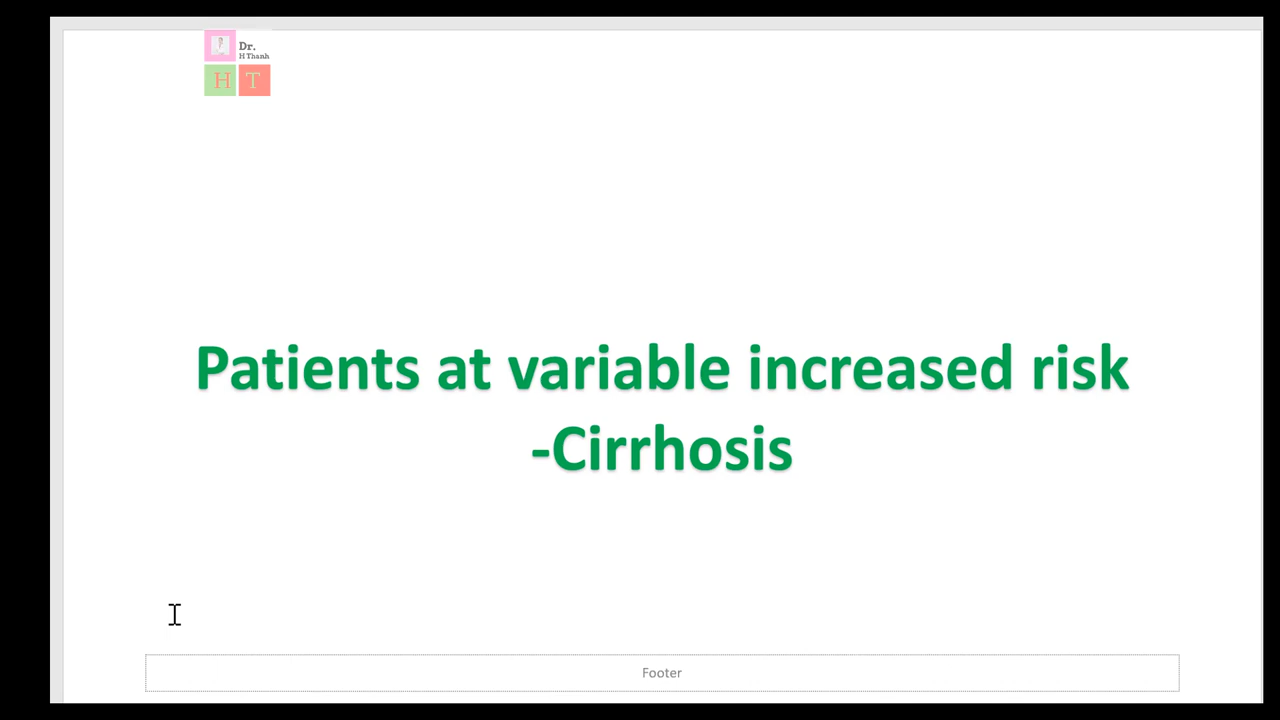 Dr.
H Thanh
H T
Patients at variable increased risk
-Cirrhosis
Footer